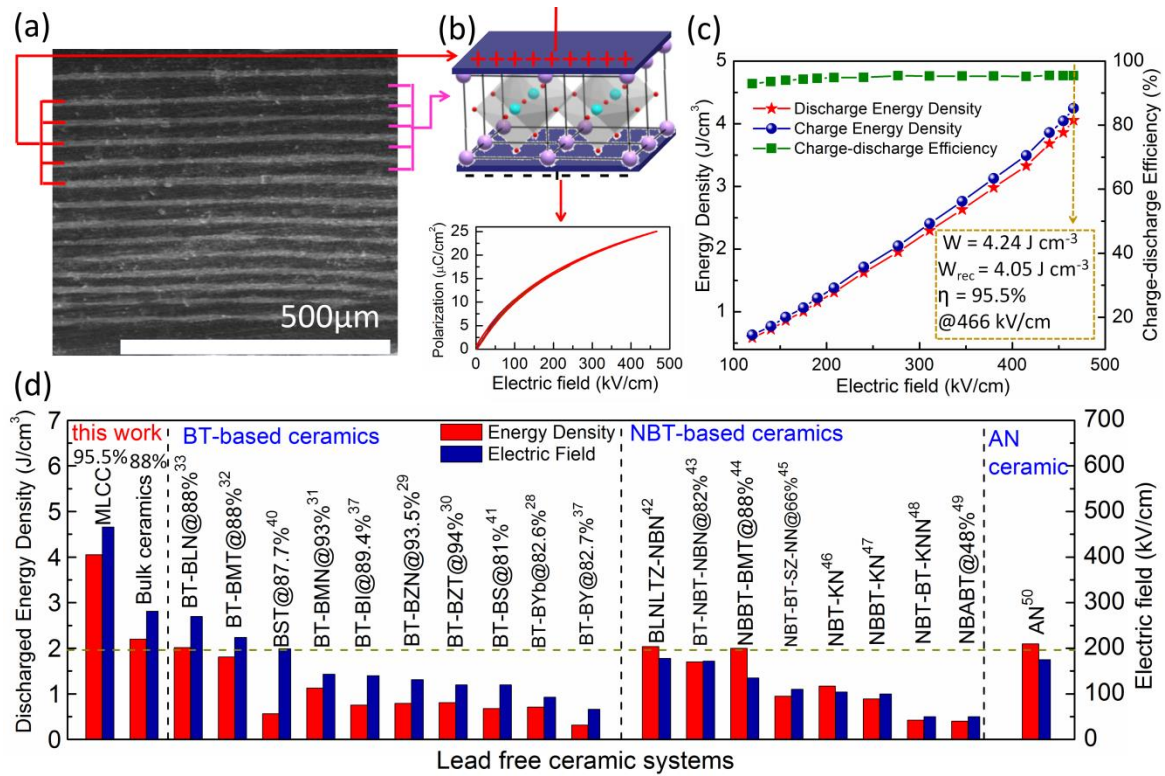 (a)
500μm
(b)
+ + + + + + + + +
- - - - - - - - -
25
20
15
10
5
0
Polarization (μC/cm²)
0 100 200 300 400 500
Electric field (kV/cm)
(c)
5
4
3
2
1
0
Energy Density (J/cm³)
100 200 300 400 500
Electric field (kV/cm)
100
80
60
40
20
Charge-discharge Efficiency (%)
Discharge Energy Density
Charge Energy Density
Charge-discharge Efficiency
W = 4.24 J cm⁻³
Wrec = 4.05 J cm⁻³
η = 95.5%
@466 kV/cm
(d)
7
6
5
4
3
2
1
0
Discharged Energy Density (J/cm³)
this work
BT-based ceramics
Energy Density
Electric Field
NBT-based ceramics
AN
ceramic
95.5%
MLCC
88%
Bulk ceramics
BT-BLN@88%³³
BT-BMT@88%³²
BST@87.7%⁴⁰
BT-BMN@93%³¹
BT-BI@89.4%³⁷
BT-BZN@93.5%²⁹
BT-BZT@94%³⁰
BT-BS@81%⁴¹
BT-BYb@82.6%²⁸
BT-BY@82.7%³⁷
BLNLTZ-NBN⁴²
BT-NBT-NBN@82%⁴³
NBBT-BMT@88%⁴⁴
NBT-BT-SZ-NN@66%⁴⁵
NBT-KN⁴⁶
NBBT-KN⁴⁷
NBT-BT-KNN⁴⁸
NBABT@48%⁴⁹
AN⁵⁰
700
600
500
400
300
200
100
0
Electric field (kV/cm)
Lead free ceramic systems